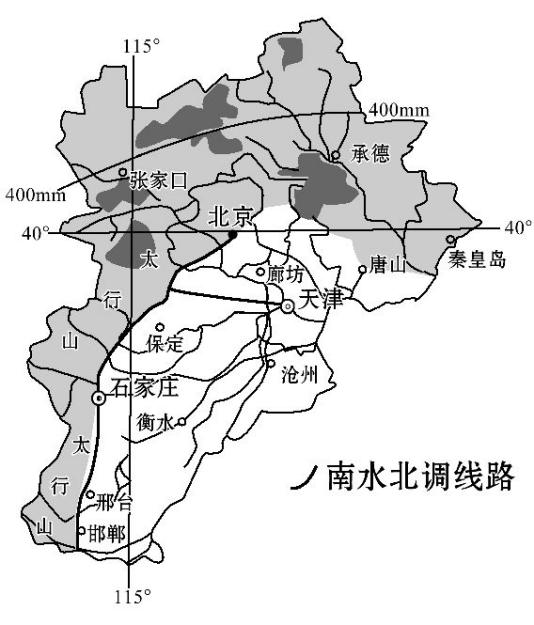 115°
400mm
承德
张家口
400mm
北京
40°
40°
太
秦皇岛
唐山
廊坊
行
天津
山
保定
石家庄
沧州
衡水
太
南水北调线路
行
邢台
山
邯郸
115°